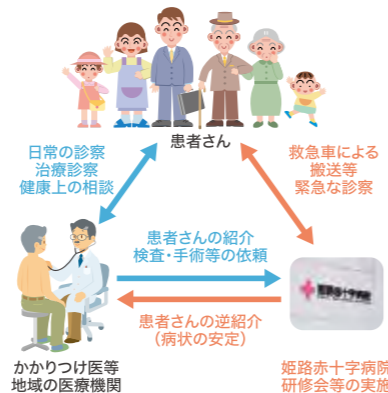 患者さん
日常の診察
治療診察
健康上の相談
救急車による
搬送等
緊急な診察
患者さんの紹介
検査・手術等の依頼
患者さんの逆紹介
（病状の安定）
かかりつけ医等
地域の医療機関
姫路赤十字病院
研修会等の実施